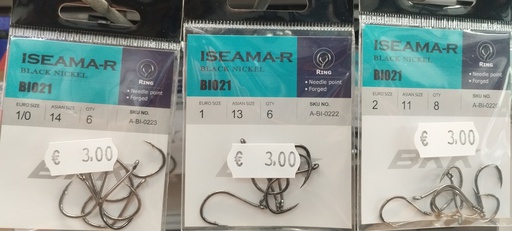 ISEAMA-R
BLACK NICKEL
BI021
RING
• Needle point
• Forged
EURO SIZE ASIAN SIZE QTY SKU NO.
1/0 14 6 A-BI-0223
€ 3.00
ISEAMA-R
BLACK NICKEL
BI021
RING
• Needle point
• Forged
EURO SIZE ASIAN SIZE QTY SKU NO.
1 13 6 A-BI-0222
€ 3.00
ISEAMA-R
BLACK NICKEL
BI021
RING
• Needle point
• Forged
EURO SIZE ASIAN SIZE QTY SKU NO.
2 11 8
€ 3.00